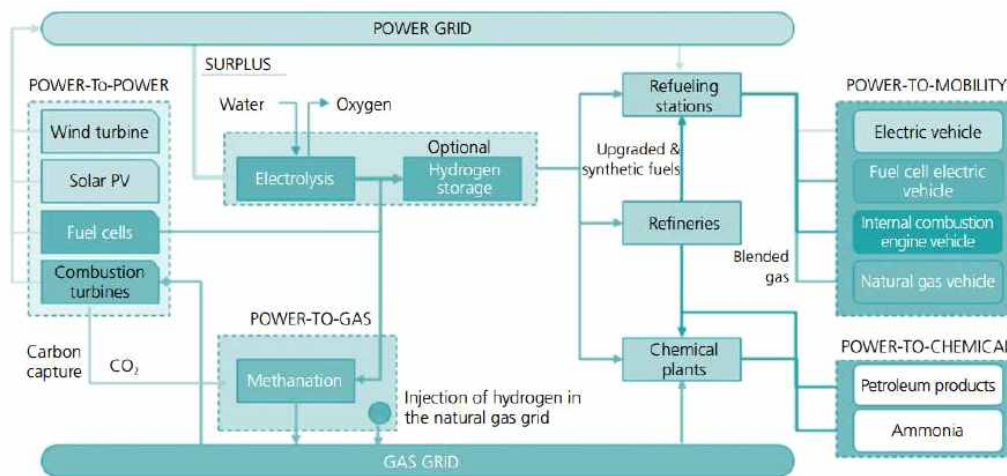 POWER GRID
SURPLUS
POWER-To-POWER
Wind turbine
Solar PV
Fuel cells
Combustion
turbines
Water
Oxygen
Electrolysis
Optional
Hydrogen
storage
Refueling
stations
Upgraded &
synthetic fuels
Refineries
Blended
gas
Chemical
plants
POWER-TO-MOBILITY
Electric vehicle
Fuel cell electric
vehicle
Internal combustion
engine vehicle
Natural gas vehicle
POWER-TO-GAS
Carbon
capture
CO₂
Methanation
Injection of hydrogen in
the natural gas grid
POWER-TO-CHEMICAL
Petroleum products
Ammonia
GAS GRID